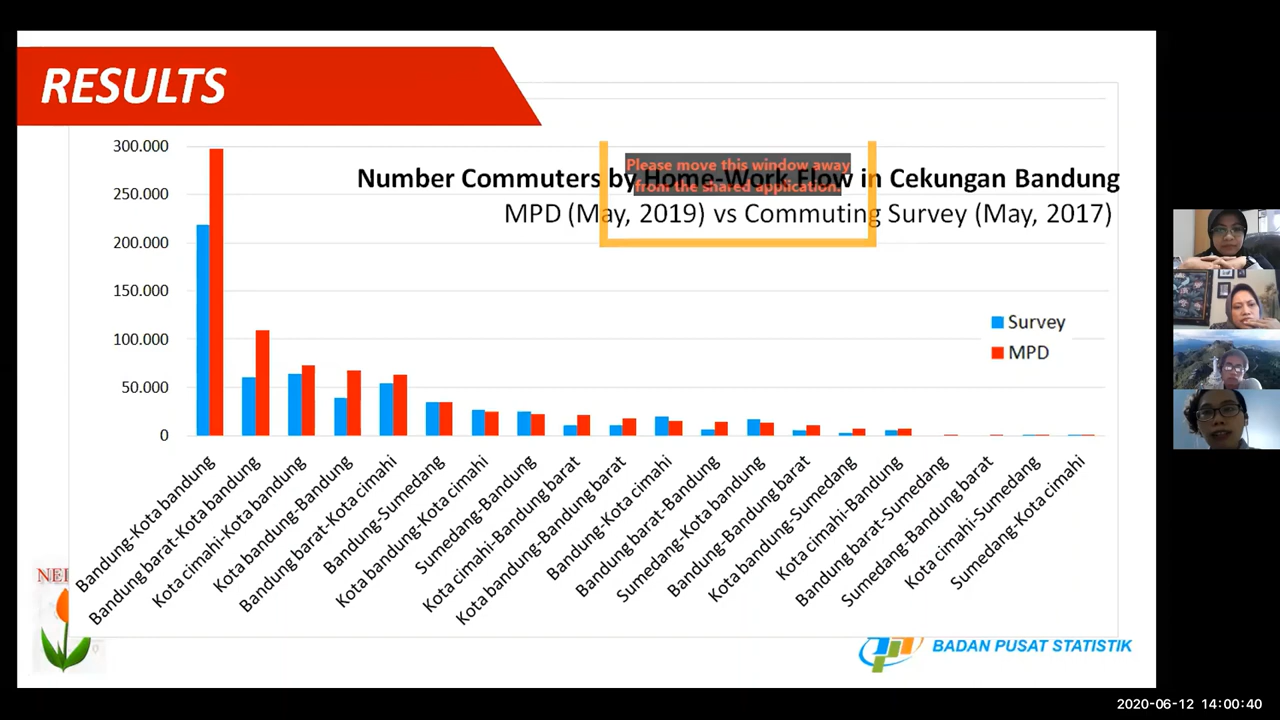 RESULTS
Number Commuters by Home-Work Flow in Cekungan Bandung
Please move this window away
from the shared application.
MPD (May, 2019) vs Commuting Survey (May, 2017)
300.000
250.000
200.000
150.000
100.000
50.000
0
Survey
MPD
Bandung-Kota bandung
Bandung barat-Kota bandung
Kota cimahi-Kota bandung
Kota bandung-Bandung
Bandung barat-Kota cimahi
Bandung-Sumedang
Kota bandung-Kota cimahi
Sumedang-Bandung
Kota cimahi-Bandung barat
Kota bandung-Bandung barat
Bandung-Kota cimahi
Bandung barat-Bandung
Sumedang-Kota bandung
Bandung-Bandung barat
Kota bandung-Sumedang
Kota cimahi-Bandung
Bandung barat-Sumedang
Sumedang-Bandung barat
Kota cimahi-Sumedang
Sumedang-Kota cimahi
BADAN PUSAT STATISTIK
2020-06-12 14:00:40